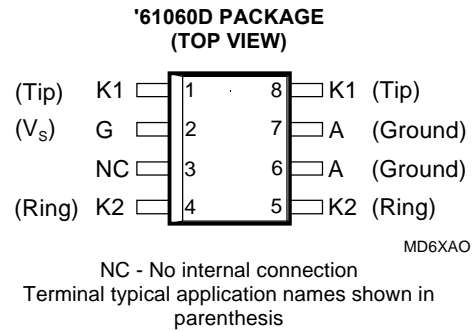 '61060D PACKAGE
(TOP VIEW)
(Tip) K1 1 8 K1 (Tip)
(VS) G 2 7 A (Ground)
NC 3 6 A (Ground)
(Ring) K2 4 5 K2 (Ring)
MD6XAO
NC - No internal connection
Terminal typical application names shown in
parenthesis